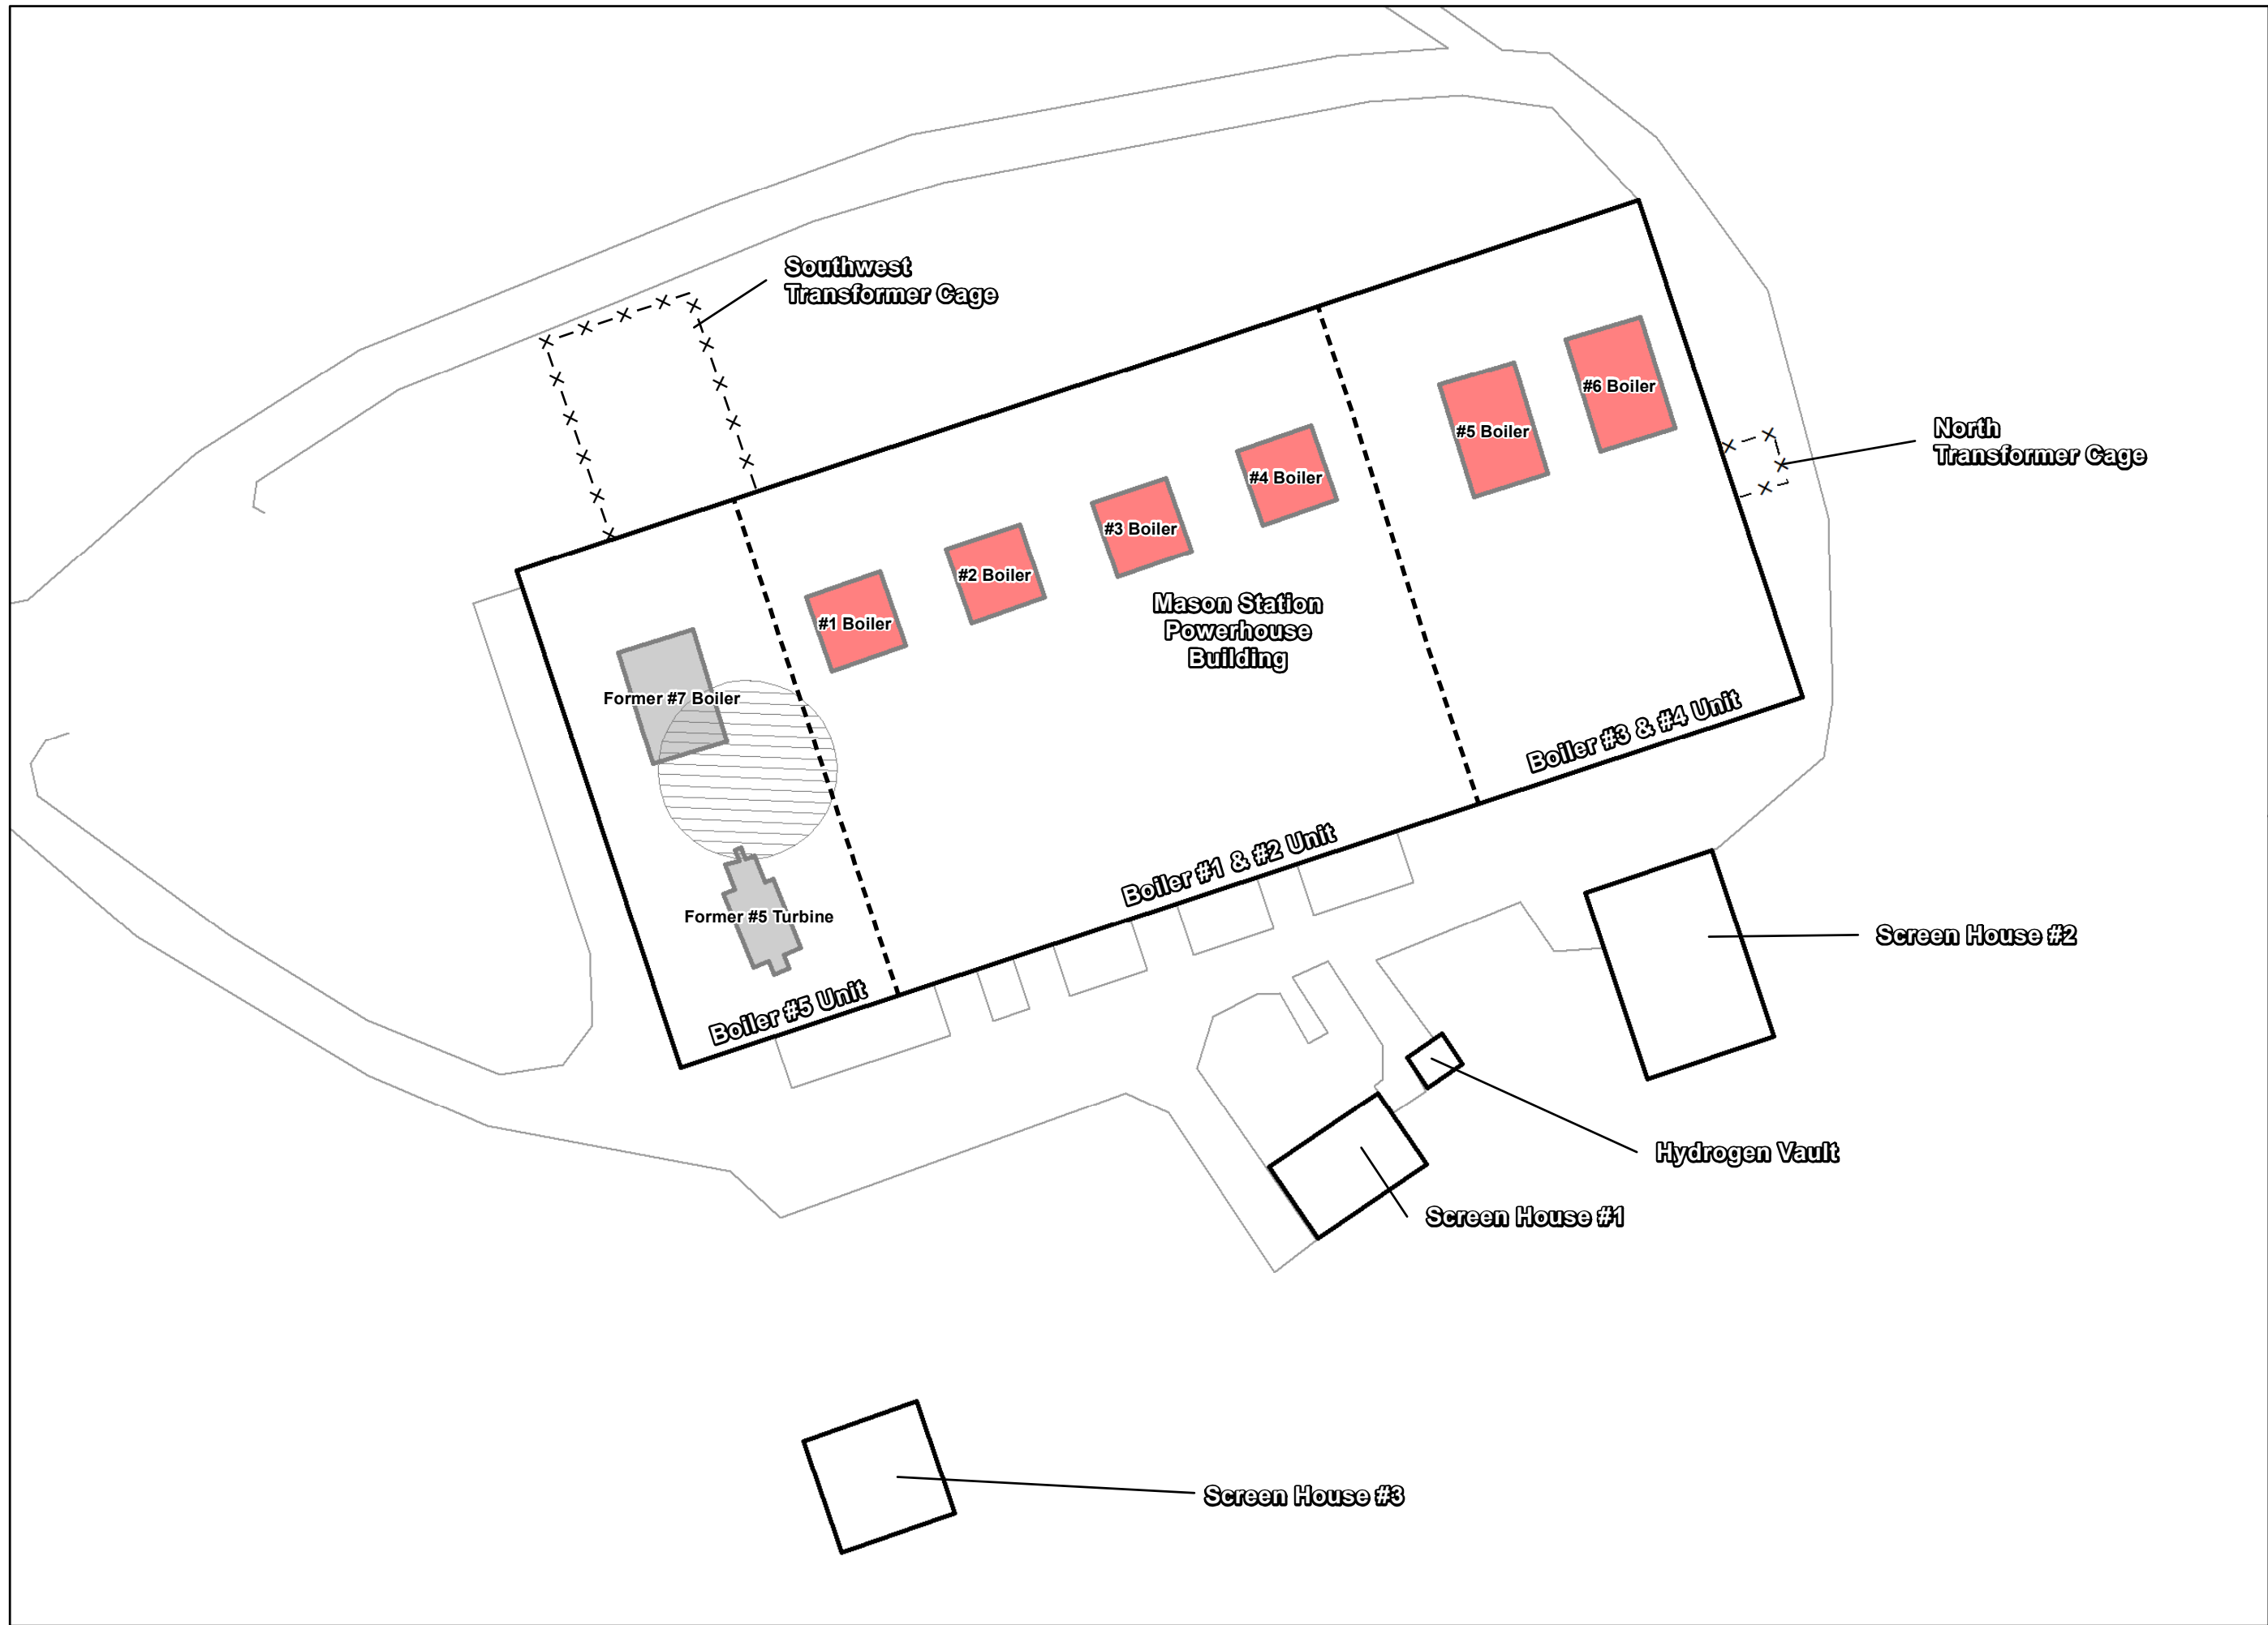 Southwest
Transformer Cage
#6 Boiler
#5 Boiler
North
Transformer Cage
#4 Boiler
#3 Boiler
#2 Boiler
#1 Boiler
Mason Station
Powerhouse
Building
Former #7 Boiler
Boiler #3 & #4 Unit
Boiler #1 & #2 Unit
Former #5 Turbine
Screen House #2
Boiler #5 Unit
Hydrogen Vault
Screen House #1
Screen House #3